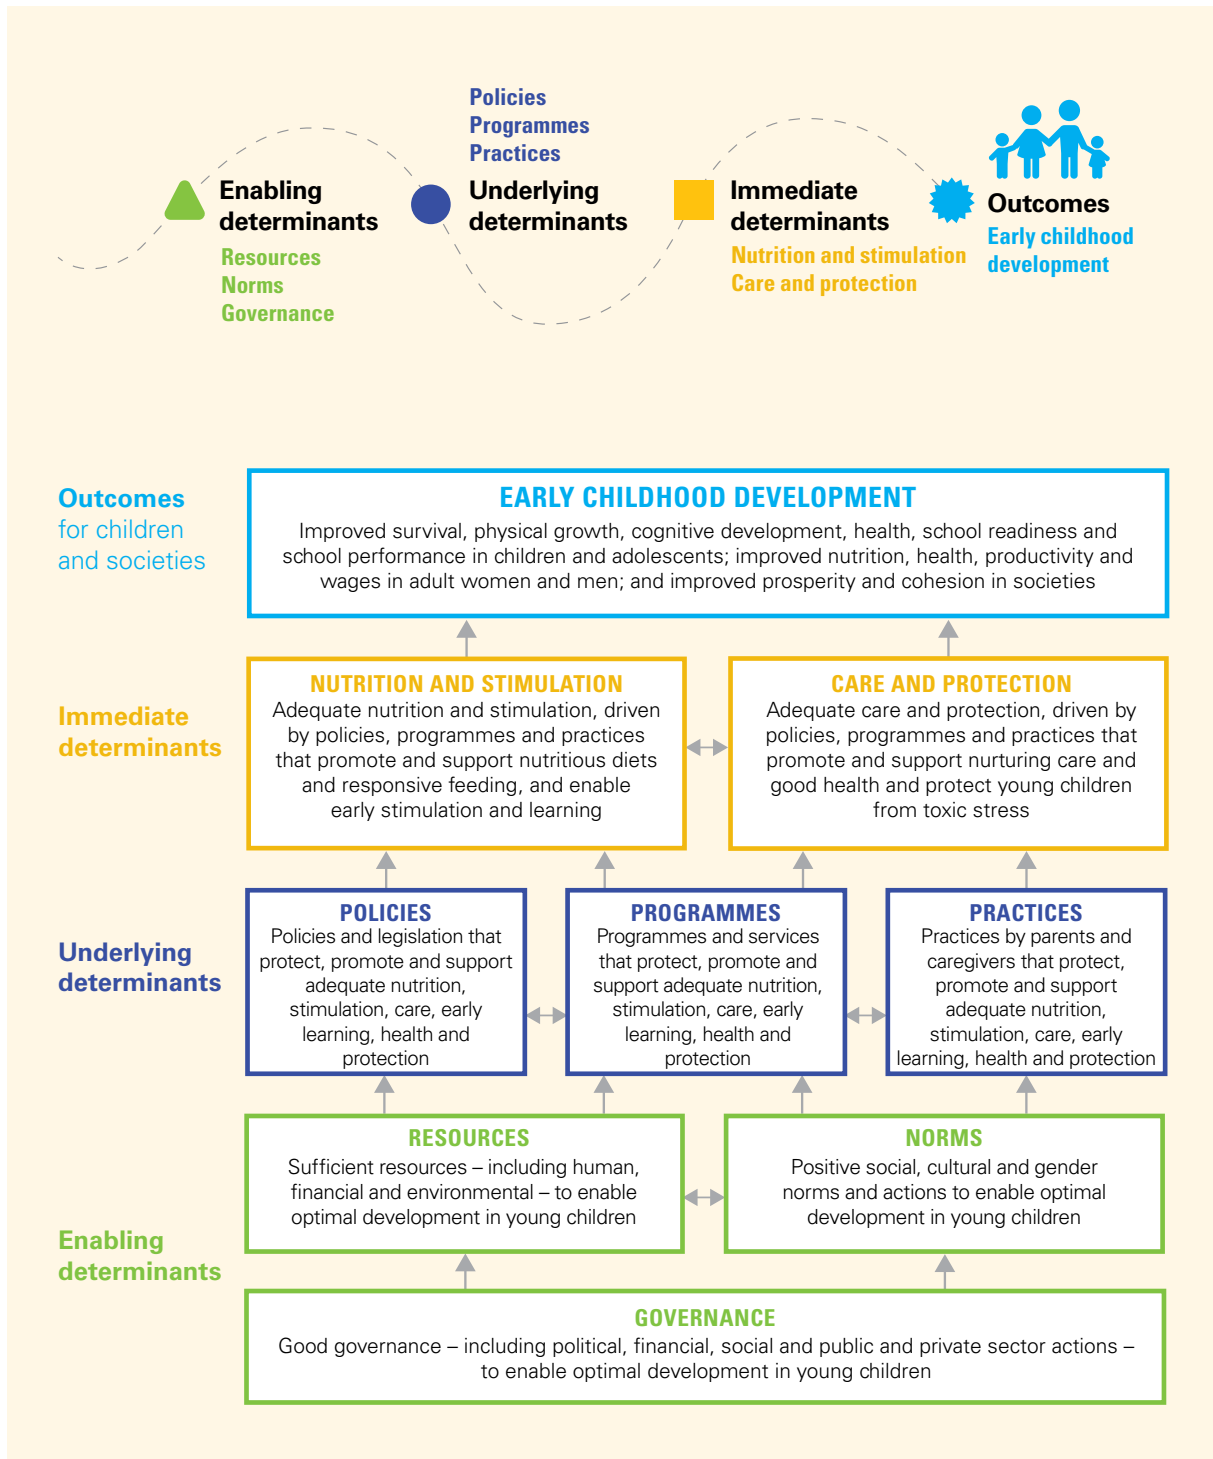 Policies
Programmes
Practices
Enabling
determinants
Resources
Norms
Governance
Underlying
determinants
Immediate
determinants
Nutrition and stimulation
Care and protection
Outcomes
Early childhood
development
Outcomes
for children
and societies
EARLY CHILDHOOD DEVELOPMENT
Improved survival, physical growth, cognitive development, health, school readiness and
school performance in children and adolescents; improved nutrition, health, productivity and
wages in adult women and men; and improved prosperity and cohesion in societies
Immediate
determinants
NUTRITION AND STIMULATION
Adequate nutrition and stimulation, driven
by policies, programmes and practices
that promote and support nutritious diets
and responsive feeding, and enable
early stimulation and learning
CARE AND PROTECTION
Adequate care and protection, driven by
policies, programmes and practices that
promote and support nurturing care and
good health and protect young children
from toxic stress
Underlying
determinants
POLICIES
Policies and legislation that
protect, promote and support
adequate nutrition,
stimulation, care, early
learning, health and
protection
PROGRAMMES
Programmes and services
that protect, promote and
support adequate nutrition,
stimulation, care, early
learning, health and
protection
PRACTICES
Practices by parents and
caregivers that protect,
promote and support
adequate nutrition,
stimulation, care, early
learning, health and protection
Enabling
determinants
RESOURCES
Sufficient resources – including human,
financial and environmental – to enable
optimal development in young children
NORMS
Positive social, cultural and gender
norms and actions to enable optimal
development in young children
GOVERNANCE
Good governance – including political, financial, social and public and private sector actions –
to enable optimal development in young children